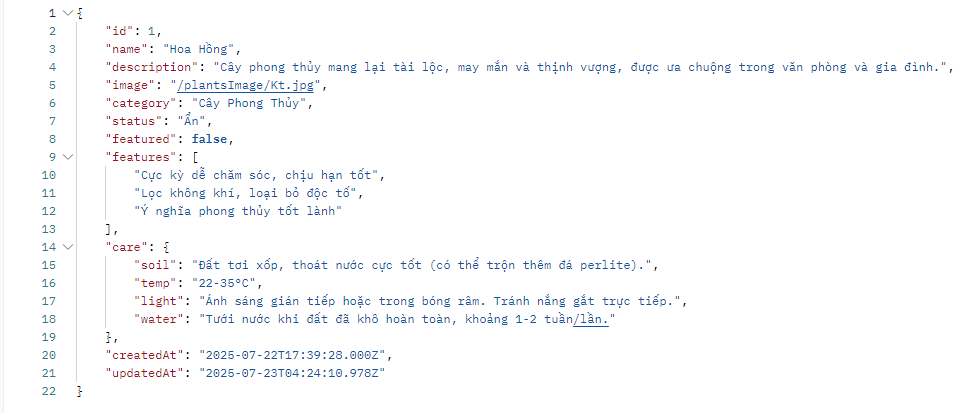 1 {
2 "id": 1,
3 "name": "Hoa Hồng",
4 "description": "Cây phong thủy mang lại tài lộc, may mắn và thịnh vượng, được ưa chuộng trong văn phòng và gia đình.",
5 "image": "/plantsImage/Kt.jpg",
6 "category": "Cây Phong Thủy",
7 "status": "Ẩn",
8 "featured": false,
9 "features": [
10 "Cực kỳ dễ chăm sóc, chịu hạn tốt",
11 "Lọc không khí, loại bỏ độc tố",
12 "Ý nghĩa phong thủy tốt lành"
13 ],
14 "care": {
15 "soil": "Đất tơi xốp, thoát nước cực tốt (có thể trộn thêm đá perlite).",
16 "temp": "22-35°C",
17 "light": "Ánh sáng gián tiếp hoặc trong bóng râm. Tránh nắng gắt trực tiếp.",
18 "water": "Tưới nước khi đất đã khô hoàn toàn, khoảng 1-2 tuần/lần."
19 },
20 "createdAt": "2025-07-22T17:39:28.000Z",
21 "updatedAt": "2025-07-23T04:24:10.978Z"
22 }